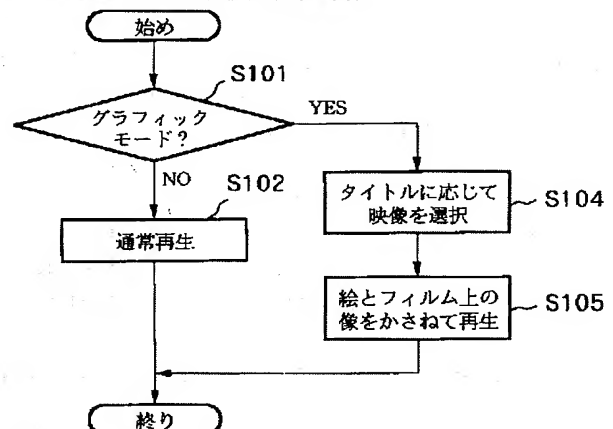 始め
S101
グラフィック
モード?
YES
NO
S102
通常再生
タイトルに応じて
映像を選択
S104
絵とフィルム上の
像をかさねて再生
S105
終り